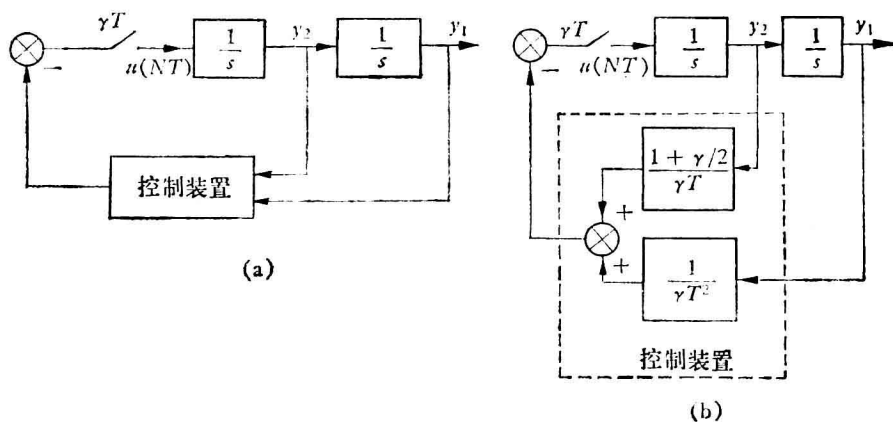 γT
u(NT)
1
s
y₂
1
s
y₁
−
控制装置
(a)
γT
u(NT)
1
s
y₂
1
s
y₁
−
1 + γ/2
γT
+
+
1
γT²
控制装置
(b)